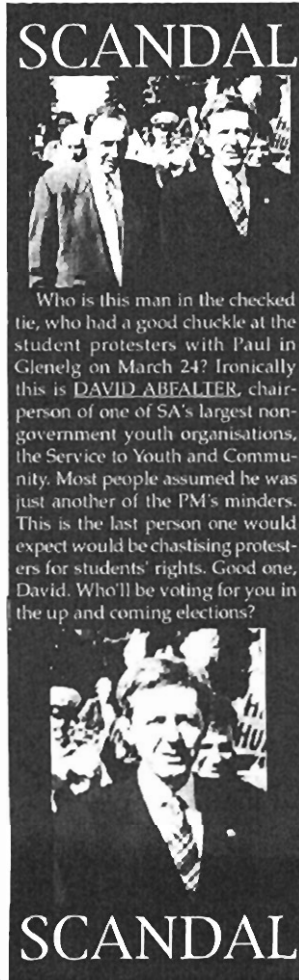 SCANDAL
Who is this man in the checked
tie, who had a good chuckle at the
student protesters with Paul in
Glenelg on March 24? Ironically
this is DAVID ABFALTER, chair-
person of one of SA's largest non-
government youth organisations,
the Service to Youth and Commu-
nity. Most people assumed he was
just another of the PM's minders.
This is the last person one would
expect would be chastising protest-
ers for students' rights. Good one,
David. Who'll be voting for you in
the up and coming elections?
SCANDAL